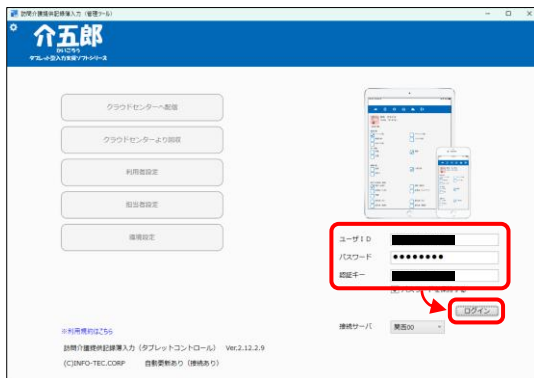 訪問介護提供記録簿入力（管理ツール）
介五郎
かいごろう
タブレット型入力支援ソフトシリーズ
クラウドセンターへ配信
クラウドセンターより回収
利用者設定
担当者設定
環境設定
ユーザID
パスワード
認証キー
ログイン
接続サーバ 関西00
※利用規約はこちら
訪問介護提供記録簿入力（タブレットコントロール） Ver.2.12.2.9
(C)INFO-TEC.CORP 自動更新あり（接続あり）